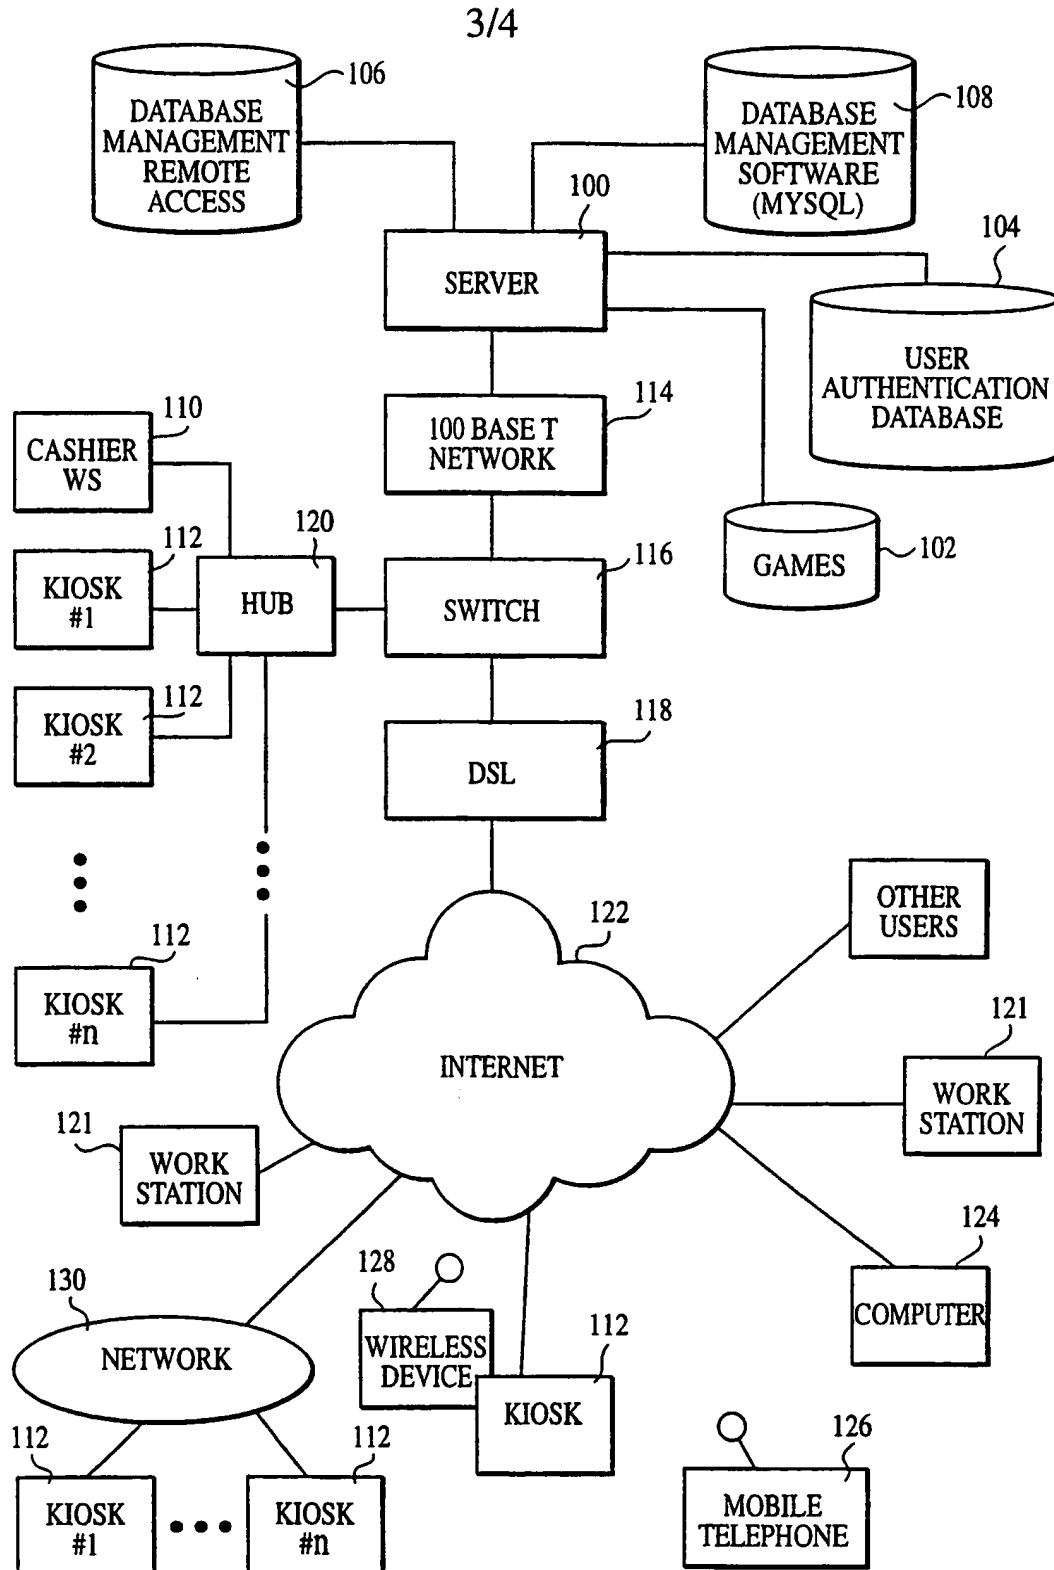 3/4
106
DATABASE
MANAGEMENT
REMOTE
ACCESS
108
DATABASE
MANAGEMENT
SOFTWARE
(MYSQL)
100
SERVER
104
USER
AUTHENTICATION
DATABASE
114
100 BASE T
NETWORK
110
CASHIER
WS
102
GAMES
112
KIOSK
#1
120
HUB
116
SWITCH
112
KIOSK
#2
118
DSL
112
KIOSK
#n
122
INTERNET
OTHER
USERS
121
WORK
STATION
121
WORK
STATION
124
COMPUTER
130
NETWORK
128
WIRELESS
DEVICE
112
KIOSK
112
KIOSK
#1
112
KIOSK
#n
126
MOBILE
TELEPHONE